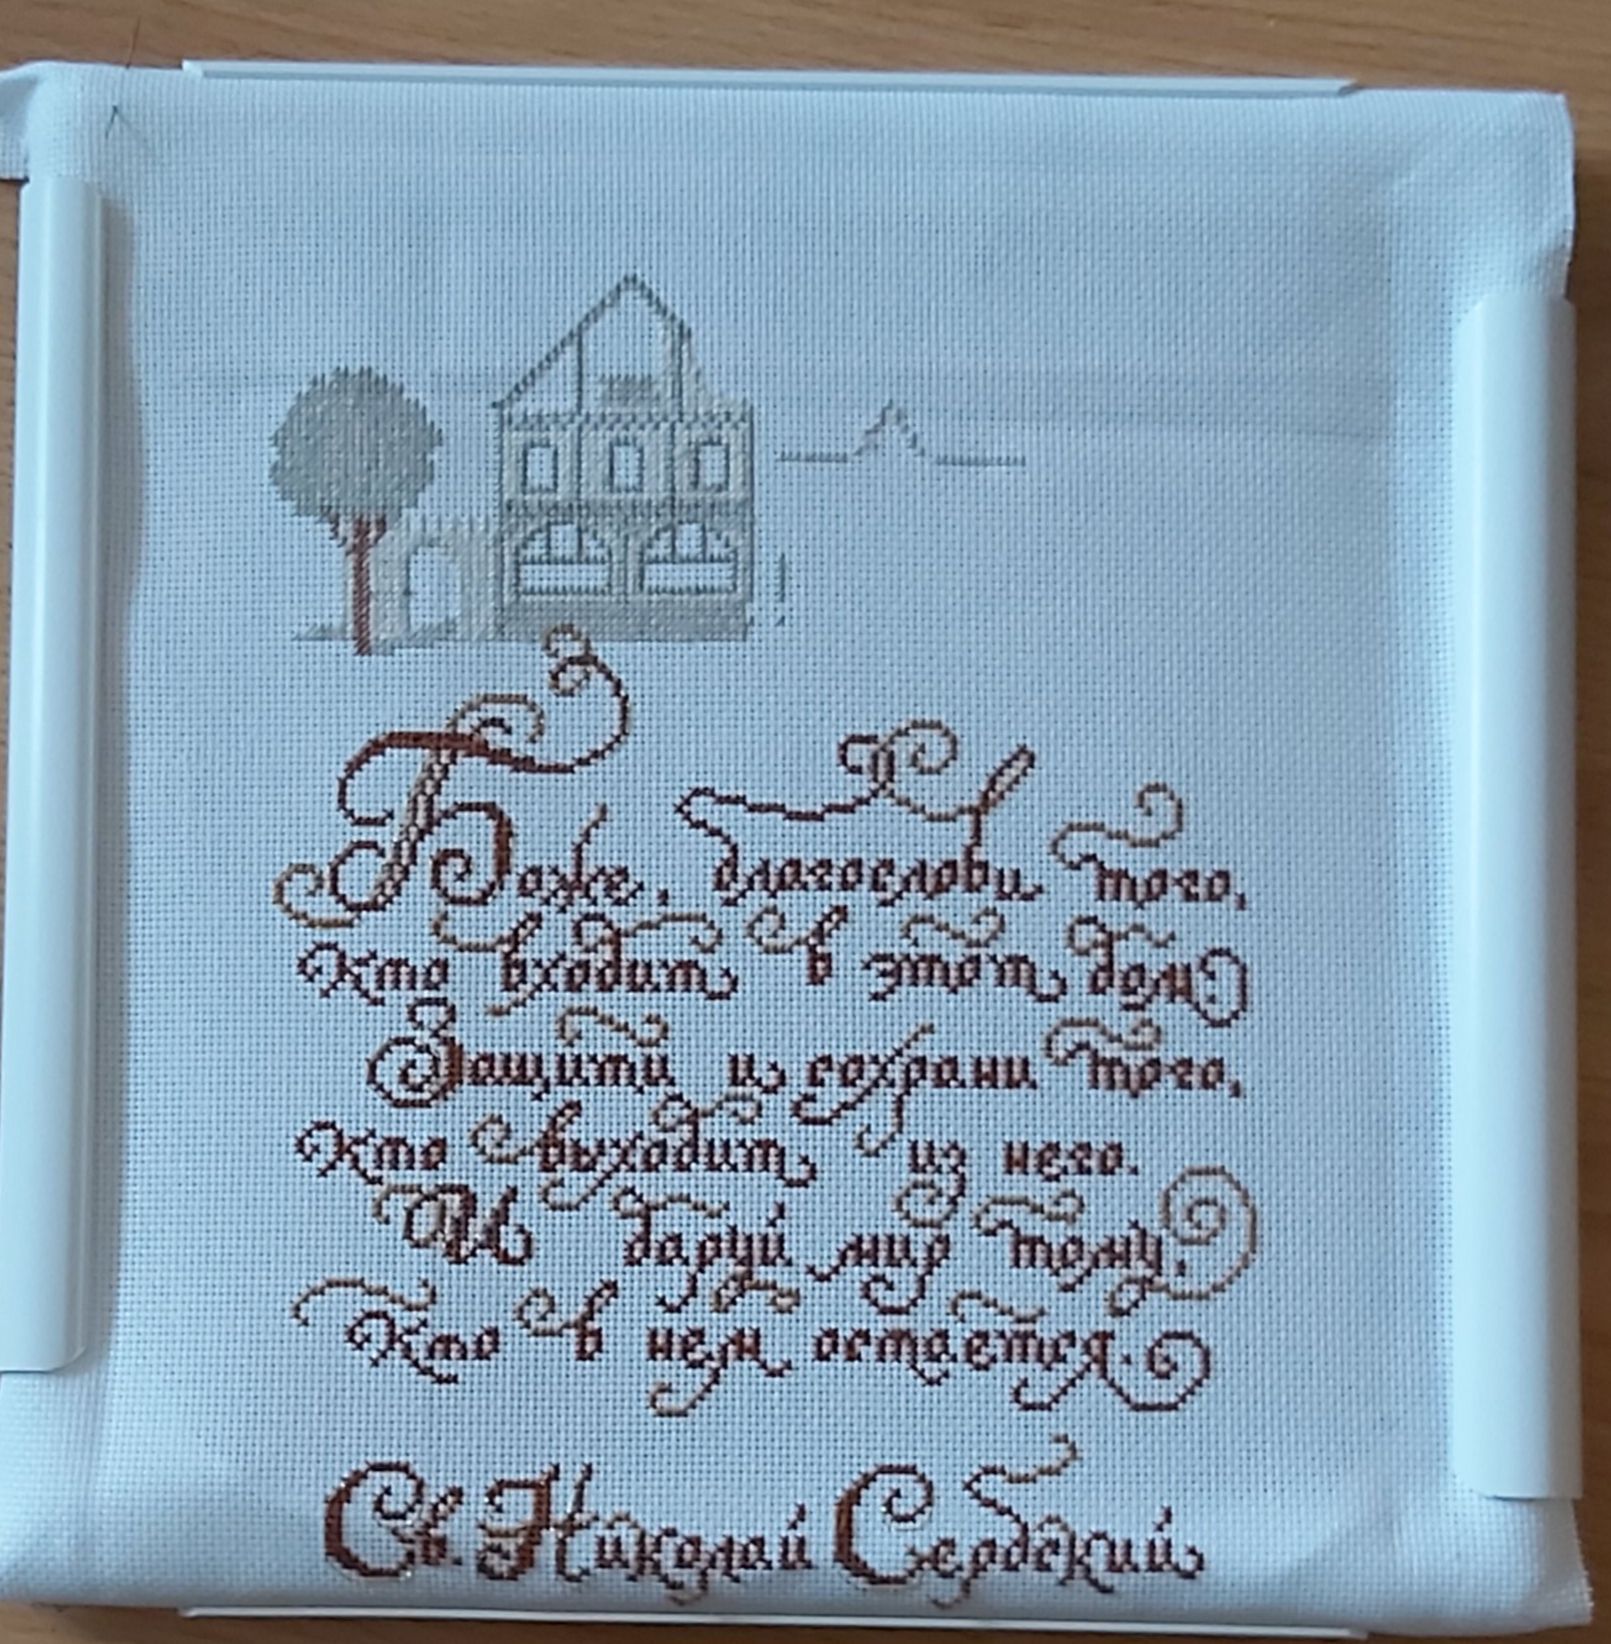 Боже, благослови того,
кто входит в этот дом.
Защити и сохрани того,
кто выходит из него.
И даруй мир тому,
кто в нем остается.
Св. Николай Сербский